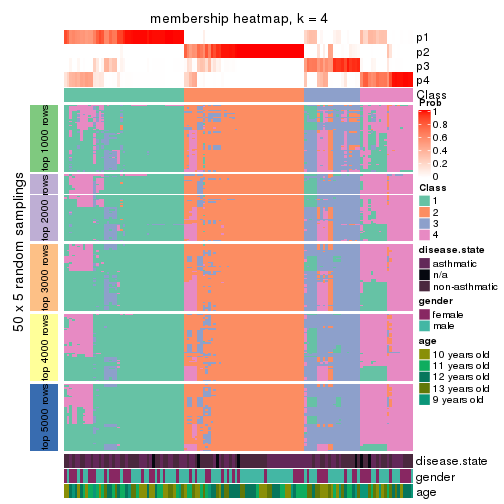 membership heatmap, k = 4
p1
p2
p3
p4
Class
Prob
1
0.8
0.6
0.4
0.2
0
Class
1
2
3
4
disease.state
asthmatic
n/a
non-asthmatic
gender
female
male
age
10 years old
11 years old
12 years old
13 years old
9 years old
50 x 5 random samplings
top 1000 rows
top 2000 rows
top 3000 rows
top 4000 rows
top 5000 rows
disease.state
gender
age